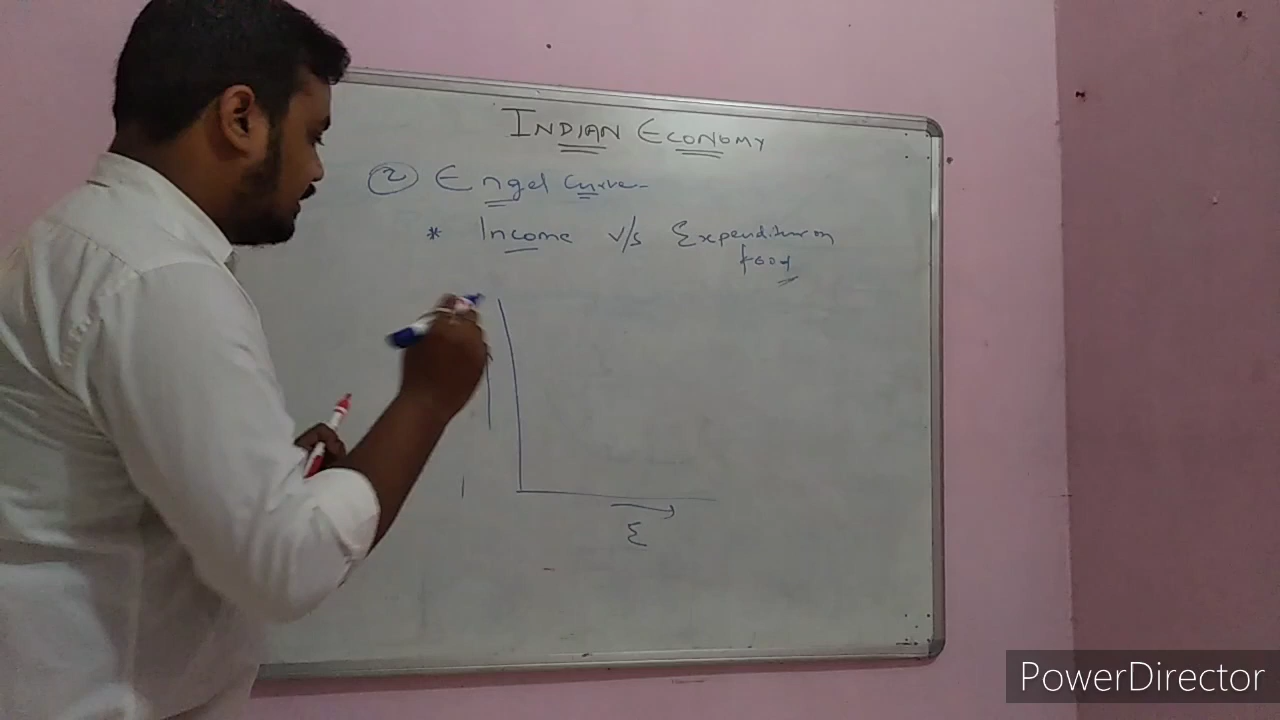 INDIAN ECONOMY
② Engel Curve
* Income v/s Expenditure on
food
E
PowerDirector